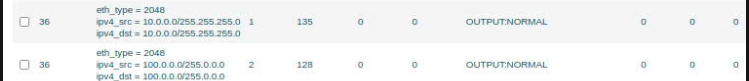 eth_type = 2048
36 ipv4_src = 10.0.0.0/255.255.255.0 1 135 0 0 OUTPUT:NORMAL 0 0 0
ipv4_dst = 10.0.0.0/255.255.255.0
eth_type = 2048
36 ipv4_src = 100.0.0.0/255.0.0.0 2 128 0 0 OUTPUT:NORMAL 0 0 0
ipv4_dst = 100.0.0.0/255.0.0.0